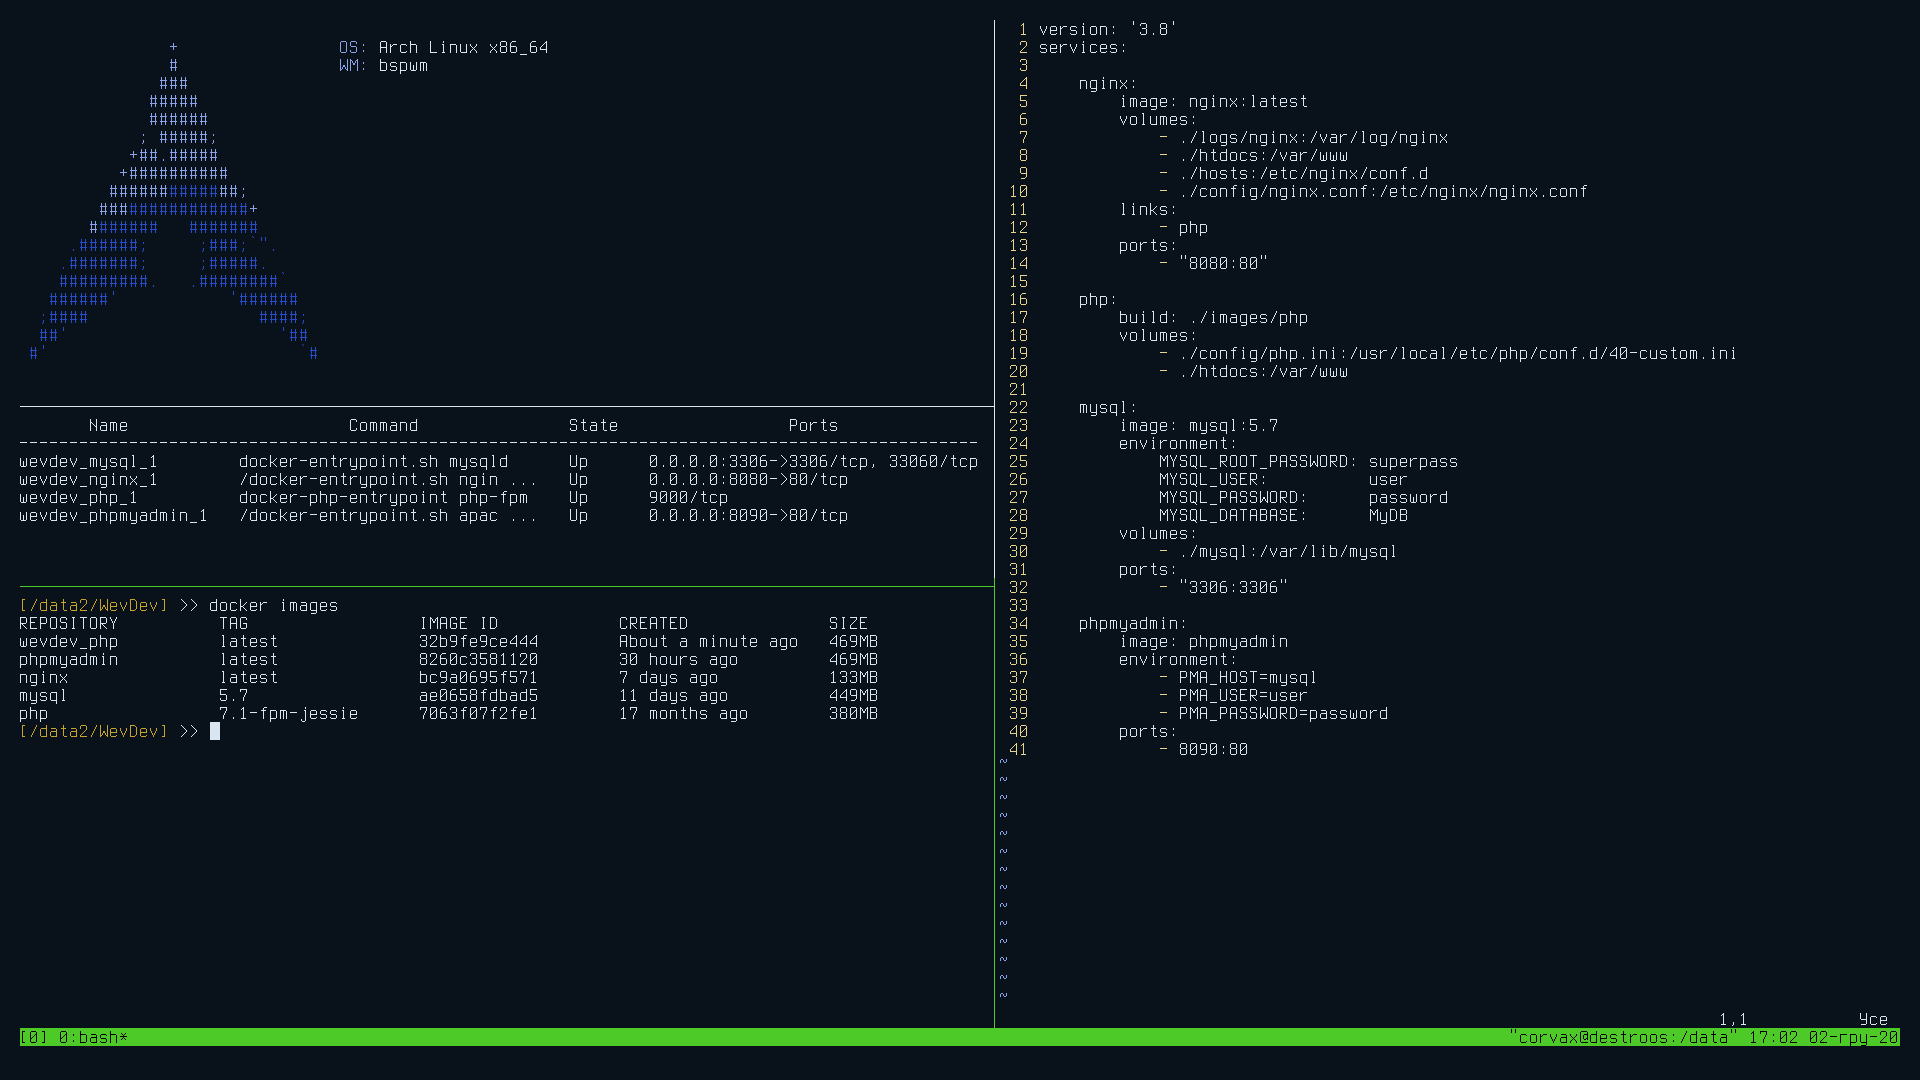 OS: Arch Linux x86_64
WM: bspwm
Name Command State Ports
wevdev_mysql_1 docker-entrypoint.sh mysqld Up 0.0.0.0:3306->3306/tcp, 33060/tcp
wevdev_nginx_1 /docker-entrypoint.sh ngin ... Up 0.0.0.0:8080->80/tcp
wevdev_php_1 docker-php-entrypoint php-fpm Up 9000/tcp
wevdev_phpmyadmin_1 /docker-entrypoint.sh apac ... Up 0.0.0.0:8090->80/tcp
[/data2/WevDev] >> docker images
REPOSITORY TAG IMAGE ID CREATED SIZE
wevdev_php latest 32b9fe9ce444 About a minute ago 469MB
phpmyadmin latest 8260c3581120 30 hours ago 469MB
nginx latest bc9a0695f571 7 days ago 133MB
mysql 5.7 ae0658fdbad5 11 days ago 449MB
php 7.1-fpm-jessie 7063f07f2fe1 17 months ago 380MB
[/data2/WevDev] >>
1 version: '3.8'
2 services:
3
4 nginx:
5 image: nginx:latest
6 volumes:
7 - ./logs/nginx:/var/log/nginx
8 - ./htdocs:/var/www
9 - ./hosts:/etc/nginx/conf.d
10 - ./config/nginx.conf:/etc/nginx/nginx.conf
11 links:
12 - php
13 ports:
14 - "8080:80"
15
16 php:
17 build: ./images/php
18 volumes:
19 - ./config/php.ini:/usr/local/etc/php/conf.d/40-custom.ini
20 - ./htdocs:/var/www
21
22 mysql:
23 image: mysql:5.7
24 environment:
25 MYSQL_ROOT_PASSWORD: superpass
26 MYSQL_USER: user
27 MYSQL_PASSWORD: password
28 MYSQL_DATABASE: MyDB
29 volumes:
30 - ./mysql:/var/lib/mysql
31 ports:
32 - "3306:3306"
33
34 phpmyadmin:
35 image: phpmyadmin
36 environment:
37 - PMA_HOST=mysql
38 - PMA_USER=user
39 - PMA_PASSWORD=password
40 ports:
41 - 8090:80
1,1 Усе
[0] 0:bash* "corvax@destroos:/data" 17:02 02-гру-20